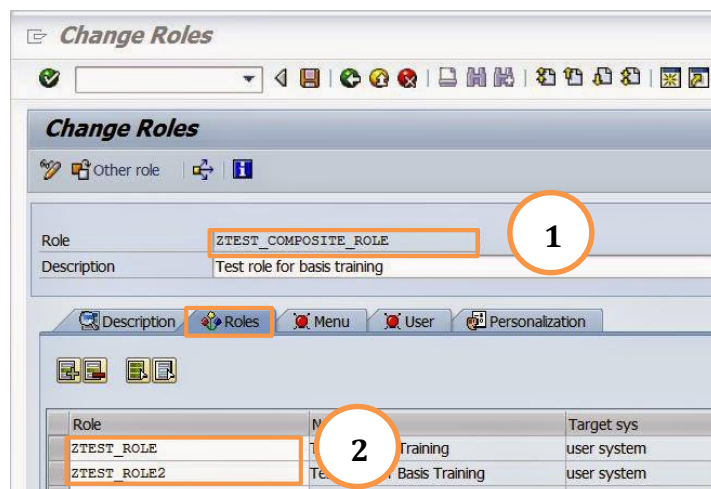 Change Roles
Change Roles
Other role
Role ZTEST_COMPOSITE_ROLE
1
Description Test role for basis training
Description Roles Menu User Personalization
Role N Target sys
ZTEST_ROLE Training user system
2
ZTEST_ROLE2 Basis Training user system